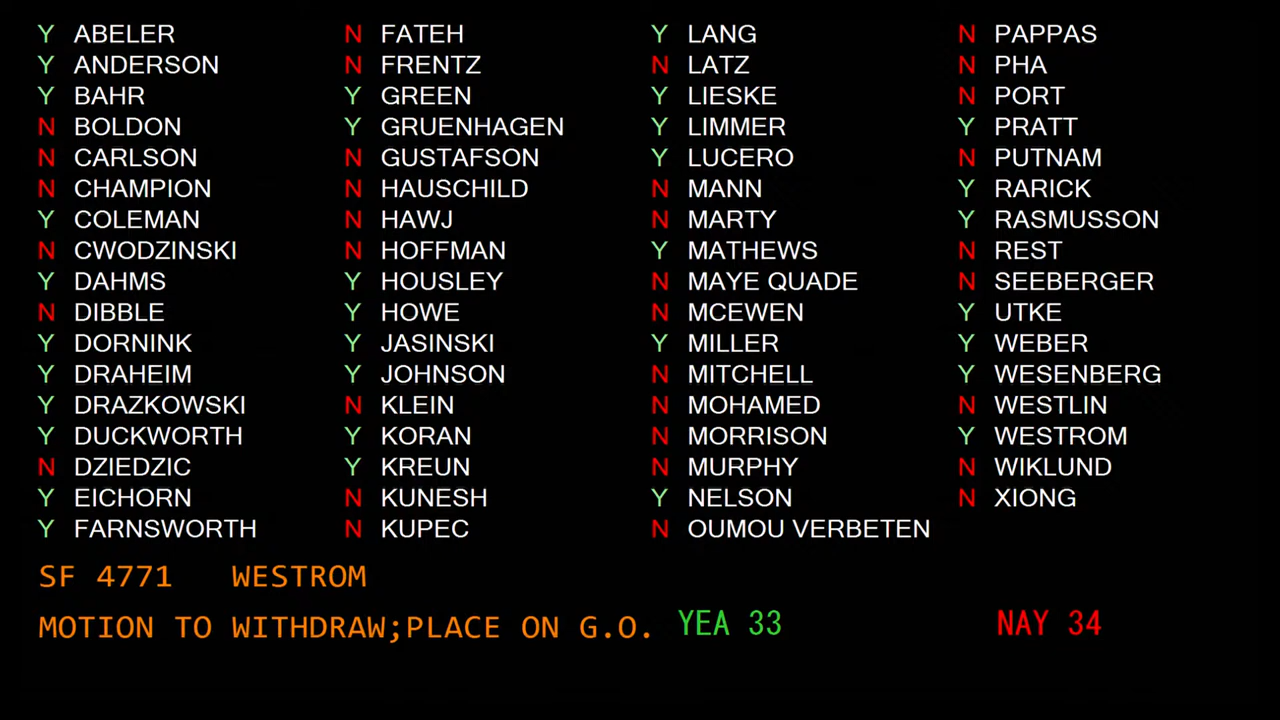 Y ABELER N FATEH Y LANG N PAPPAS
Y ANDERSON N FRENTZ N LATZ N PHA
Y BAHR Y GREEN Y LIESKE N PORT
N BOLDON Y GRUENHAGEN Y LIMMER Y PRATT
N CARLSON N GUSTAFSON Y LUCERO N PUTNAM
N CHAMPION N HAUSCHILD N MANN Y RARICK
Y COLEMAN N HAWJ N MARTY Y RASMUSSON
N CWODZINSKI N HOFFMAN Y MATHEWS N REST
Y DAHMS Y HOUSLEY N MAYE QUADE N SEEBERGER
N DIBBLE Y HOWE N MCEWEN Y UTKE
Y DORNINK Y JASINSKI Y MILLER Y WEBER
Y DRAHEIM Y JOHNSON N MITCHELL Y WESENBERG
Y DRAZKOWSKI N KLEIN N MOHAMED N WESTLIN
Y DUCKWORTH Y KORAN N MORRISON Y WESTROM
N DZIEDZIC Y KREUN N MURPHY N WIKLUND
Y EICHORN N KUNESH Y NELSON N XIONG
Y FARNSWORTH N KUPEC N OUMOU VERBETEN
SF 4771 WESTROM
MOTION TO WITHDRAW;PLACE ON G.O. YEA 33 NAY 34